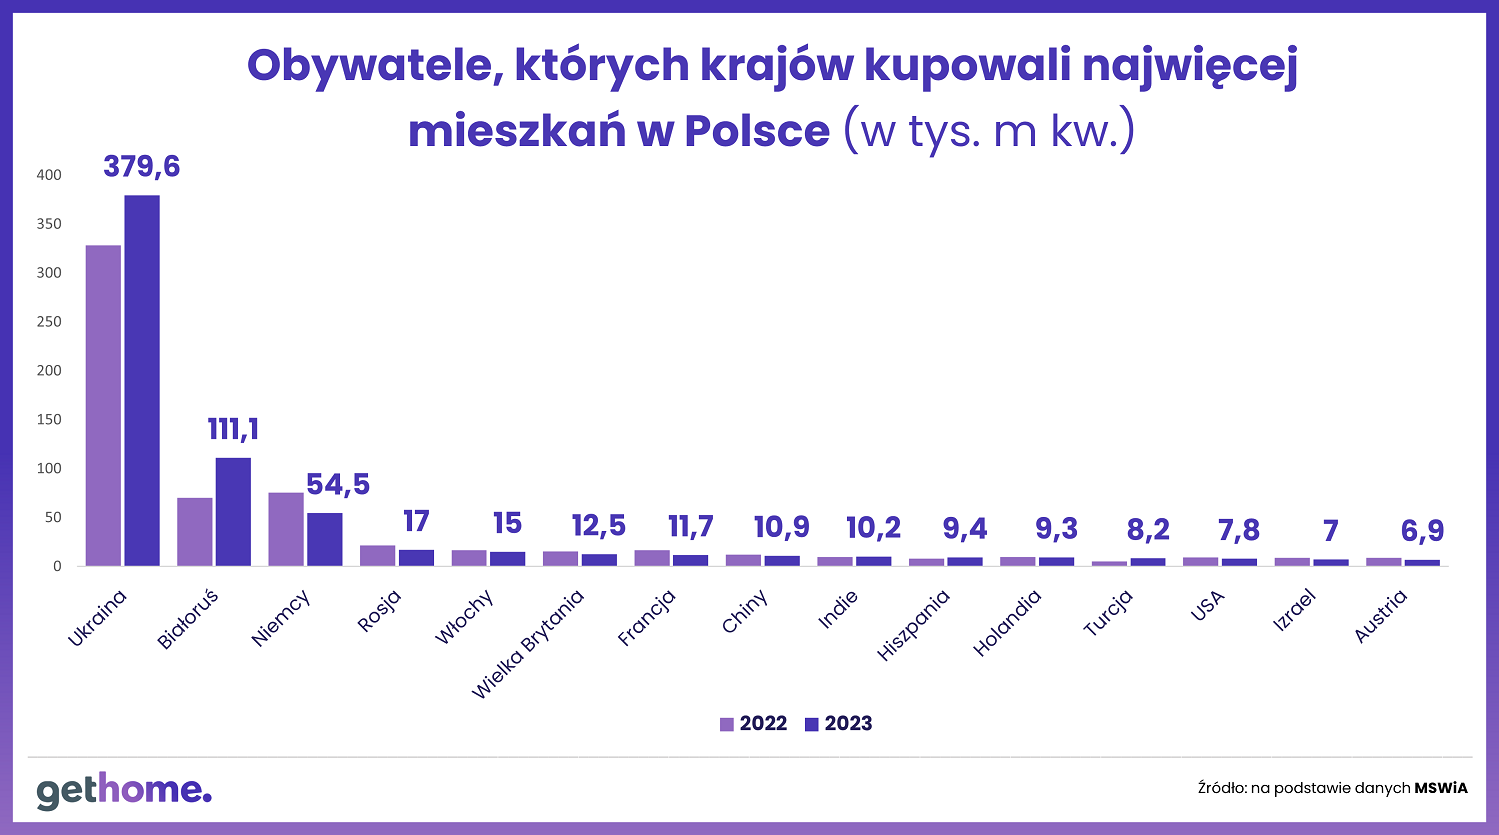 Obywatele, których krajów kupowali najwięcej
mieszkań w Polsce (w tys. m kw.)
400
350
300
250
200
150
100
50
0
379,6
111,1
54,5
17
15
12,5
11,7
10,9
10,2
9,4
9,3
8,2
7,8
7
6,9
Ukraina
Białoruś
Niemcy
Rosja
Włochy
Wielka Brytania
Francja
Chiny
Indie
Hiszpania
Holandia
Turcja
USA
Izrael
Austria
2022 2023
gethome.
Źródło: na podstawie danych MSWiA